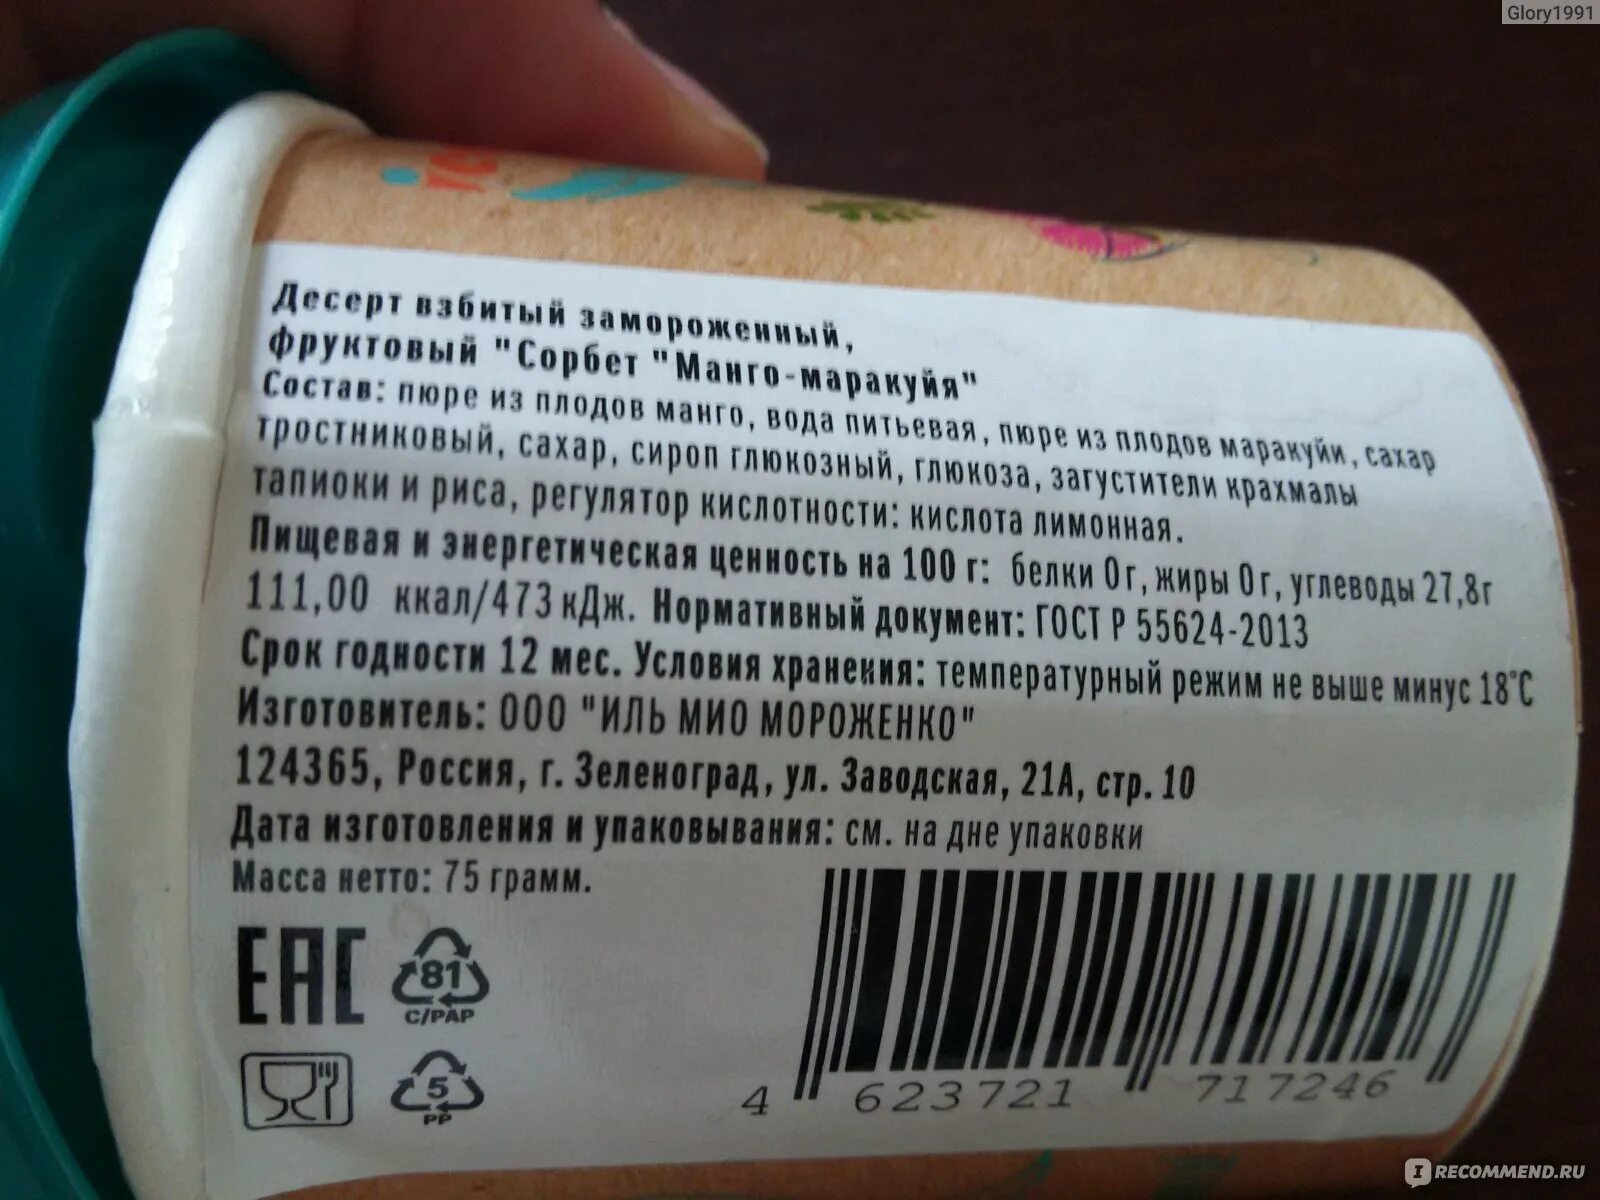 Glory1991
Десерт взбитый замороженный,
фруктовый "Сорбет "Манго-маракуйя"
Состав: пюре из плодов манго, вода питьевая, пюре из плодов маракуйи, сахар
тростниковый, сахар, сироп глюкозный, глюкоза, загустители крахмалы
тапиоки и риса, регулятор кислотности: кислота лимонная.
Пищевая и энергетическая ценность на 100 г: белки 0 г, жиры 0 г, углеводы 27,8г
111,00 ккал/473 кДж. Нормативный документ: ГОСТ Р 55624-2013
Срок годности 12 мес. Условия хранения: температурный режим не выше минус 18°С
Изготовитель: ООО "ИЛЬ МИО МОРОЖЕНКО"
124365, Россия, г. Зеленоград, ул. Заводская, 21А, стр. 10
Дата изготовления и упаковывания: см. на дне упаковки
Масса нетто: 75 грамм.
EAC
81
C/PAP
5
PP
4 623721 717246
IRECOMMEND.RU